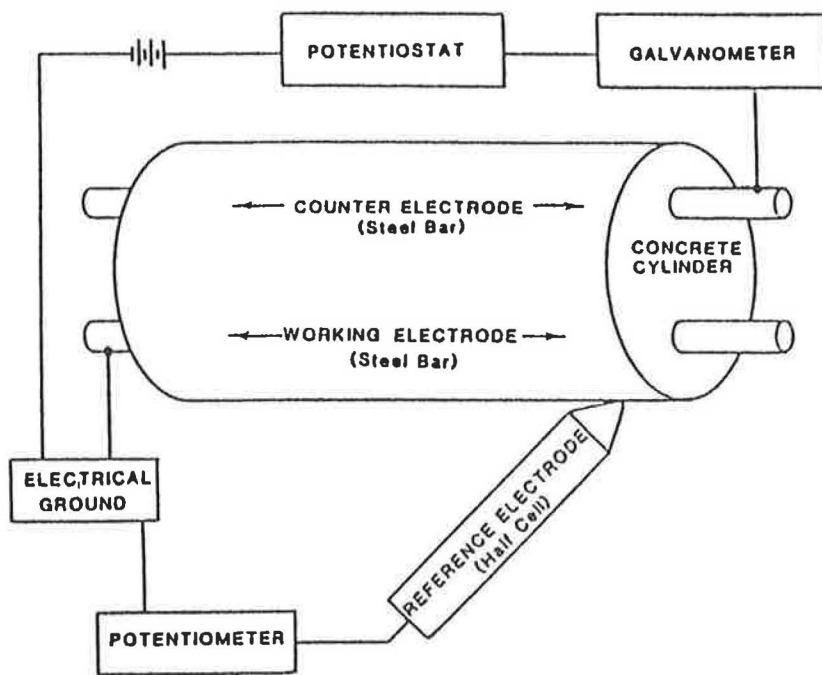 POTENTIOSTAT
GALVANOMETER
COUNTER ELECTRODE
(Steel Bar)
CONCRETE
CYLINDER
WORKING ELECTRODE
(Steel Bar)
ELECTRICAL
GROUND
REFERENCE ELECTRODE
(Half Cell)
POTENTIOMETER